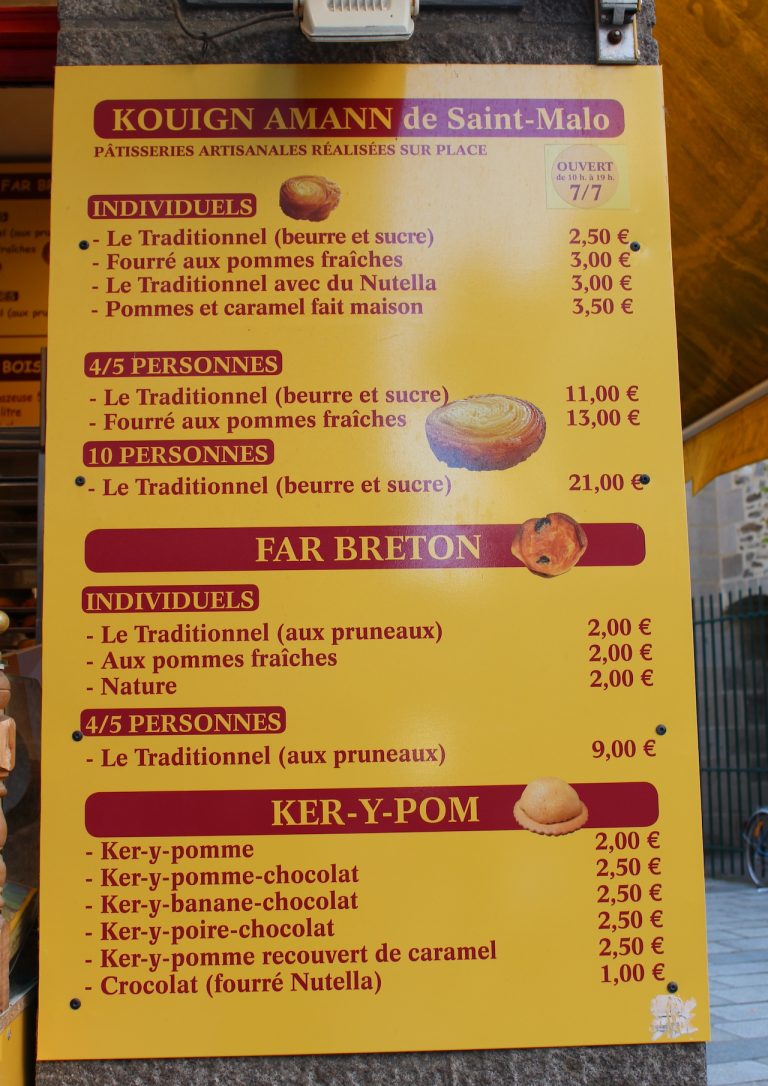 KOUIGN AMANN de Saint-Malo
PÂTISSERIES ARTISANALES RÉALISÉES SUR PLACE
OUVERT
de 10 h. à 19 h.
7/7
INDIVIDUELS
- Le Traditionnel (beurre et sucre) 2,50 €
- Fourré aux pommes fraîches 3,00 €
- Le Traditionnel avec du Nutella 3,00 €
- Pommes et caramel fait maison 3,50 €
4/5 PERSONNES
- Le Traditionnel (beurre et sucre) 11,00 €
- Fourré aux pommes fraîches 13,00 €
10 PERSONNES
- Le Traditionnel (beurre et sucre) 21,00 €
FAR BRETON
INDIVIDUELS
- Le Traditionnel (aux pruneaux) 2,00 €
- Aux pommes fraîches 2,00 €
- Nature 2,00 €
4/5 PERSONNES
- Le Traditionnel (aux pruneaux) 9,00 €
KER-Y-POM
- Ker-y-pomme 2,00 €
- Ker-y-pomme-chocolat 2,50 €
- Ker-y-banane-chocolat 2,50 €
- Ker-y-poire-chocolat 2,50 €
- Ker-y-pomme recouvert de caramel 2,50 €
- Crocolat (fourré Nutella) 1,00 €
FAR
BOIS